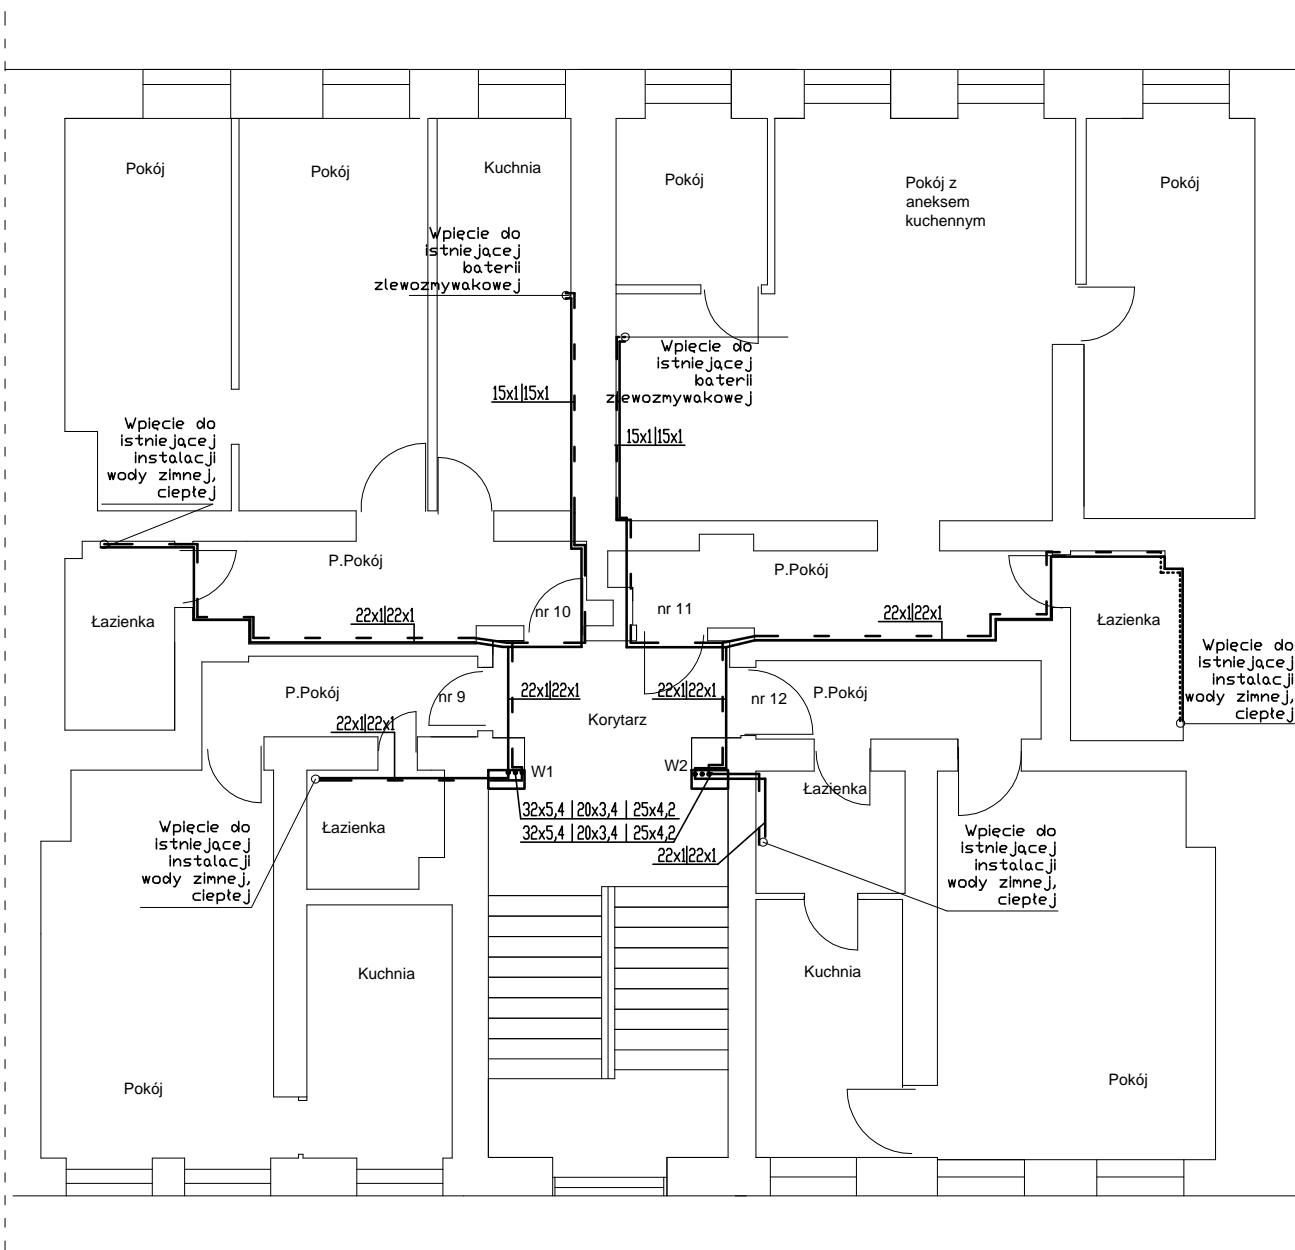 Pokój
Pokój
Kuchnia
Pokój
Pokój z
aneksem
kuchennym
Pokój
Wpięcie do
istniejącej
baterii
zlewozmywakowej
Wpięcie do
istniejącej
baterii
zlewozmywakowej
15x1|15x1
15x1|15x1
Wpięcie do
istniejącej
instalacji
wody zimnej,
ciepłej
P.Pokój
P.Pokój
Łazienka
22x1|22x1
nr 10
nr 11
22x1|22x1
Łazienka
Wpięcie do
istniejącej
instalacji
wody zimnej,
ciepłej
P.Pokój
nr 9
22x1|22x1
22x1|22x1
nr 12
P.Pokój
22x1|22x1
Korytarz
W1
W2
Łazienka
32x5,4 | 20x3,4 | 25x4,2
32x5,4 | 20x3,4 | 25x4,2
22x1|22x1
Łazienka
Wpięcie do
istniejącej
instalacji
wody zimnej,
ciepłej
Wpięcie do
istniejącej
instalacji
wody zimnej,
ciepłej
Kuchnia
Kuchnia
Pokój
Pokój